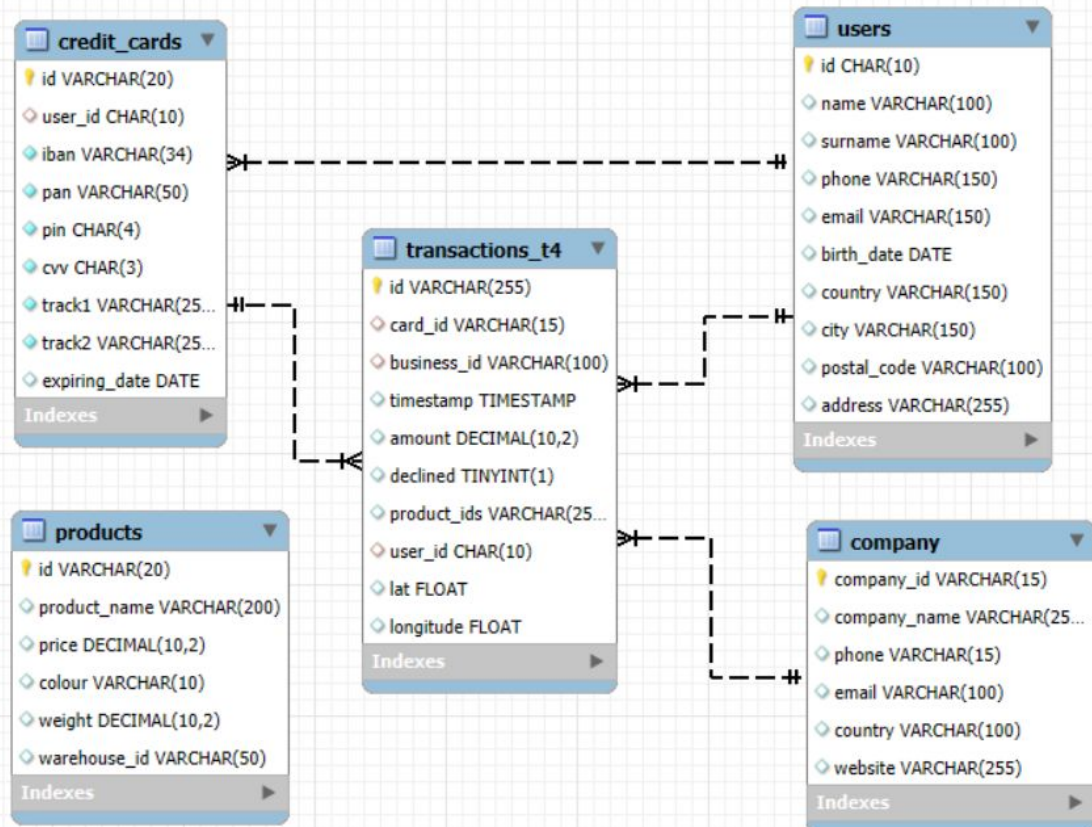 credit_cards
id VARCHAR(20)
user_id CHAR(10)
iban VARCHAR(34)
pan VARCHAR(50)
pin CHAR(4)
cvv CHAR(3)
track1 VARCHAR(25...
track2 VARCHAR(25...
expiring_date DATE
Indexes
users
id CHAR(10)
name VARCHAR(100)
surname VARCHAR(100)
phone VARCHAR(150)
email VARCHAR(150)
birth_date DATE
country VARCHAR(150)
city VARCHAR(150)
postal_code VARCHAR(100)
address VARCHAR(255)
Indexes
transactions_t4
id VARCHAR(255)
card_id VARCHAR(15)
business_id VARCHAR(100)
timestamp TIMESTAMP
amount DECIMAL(10,2)
declined TINYINT(1)
product_ids VARCHAR(25...
user_id CHAR(10)
lat FLOAT
longitude FLOAT
Indexes
products
id VARCHAR(20)
product_name VARCHAR(200)
price DECIMAL(10,2)
colour VARCHAR(10)
weight DECIMAL(10,2)
warehouse_id VARCHAR(50)
Indexes
company
company_id VARCHAR(15)
company_name VARCHAR(25...
phone VARCHAR(15)
email VARCHAR(100)
country VARCHAR(100)
website VARCHAR(255)
Indexes